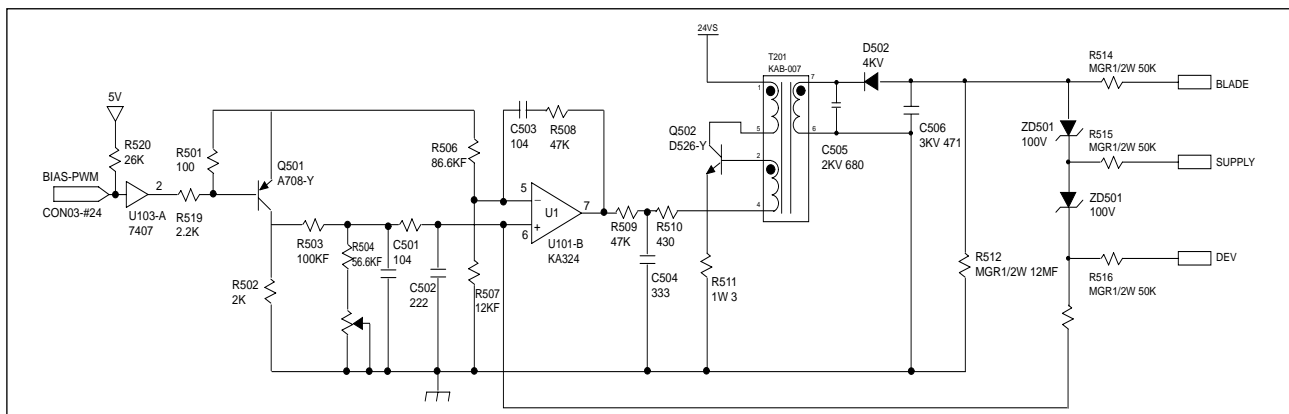 5V
R520
26K
BIAS-PWM
CON03-#24
2
U103-A
7407
R501
100
R519
2.2K
Q501
A708-Y
R502
2K
R503
100KF
R504
56.6KF
C501
104
C502
222
R506
86.6KF
R507
12KF
C503
104
R508
47K
5
−
6
+
U1
7
U101-B
KA324
R509
47K
R510
430
C504
333
24VS
Q502
D526-Y
R511
1W 3
T201
KAB-007
1
5
2
4
7
6
D502
4KV
C505
2KV 680
C506
3KV 471
R512
MGR1/2W 12MF
R514
MGR1/2W 50K
BLADE
ZD501
100V
R515
MGR1/2W 50K
SUPPLY
ZD501
100V
R516
MGR1/2W 50K
DEV